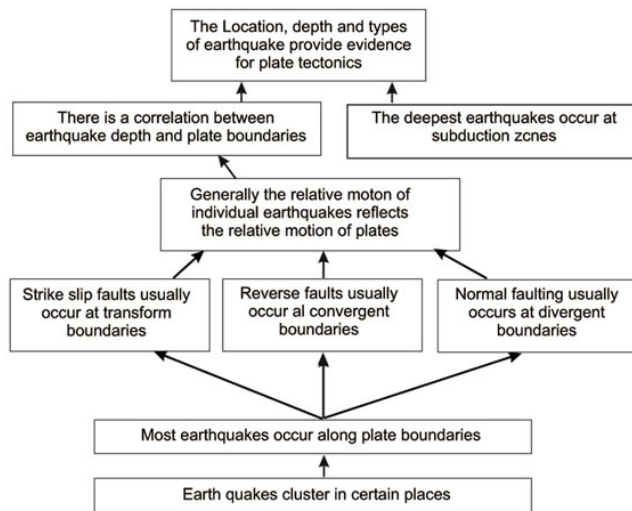 The Location, depth and types
of earthquake provide evidence
for plate tectonics
There is a correlation between
earthquake depth and plate boundaries
The deepest earthquakes occur at
subduction zcnes
Generally the relative moton of
individual earthquakes reflects
the relative motion of plates
Strike slip faults usually
occur at transform
boundaries
Reverse faults usually
occur al convergent
boundaries
Normal faulting usually
occurs at divergent
boundaries
Most earthquakes occur along plate boundaries
Earth quakes cluster in certain places